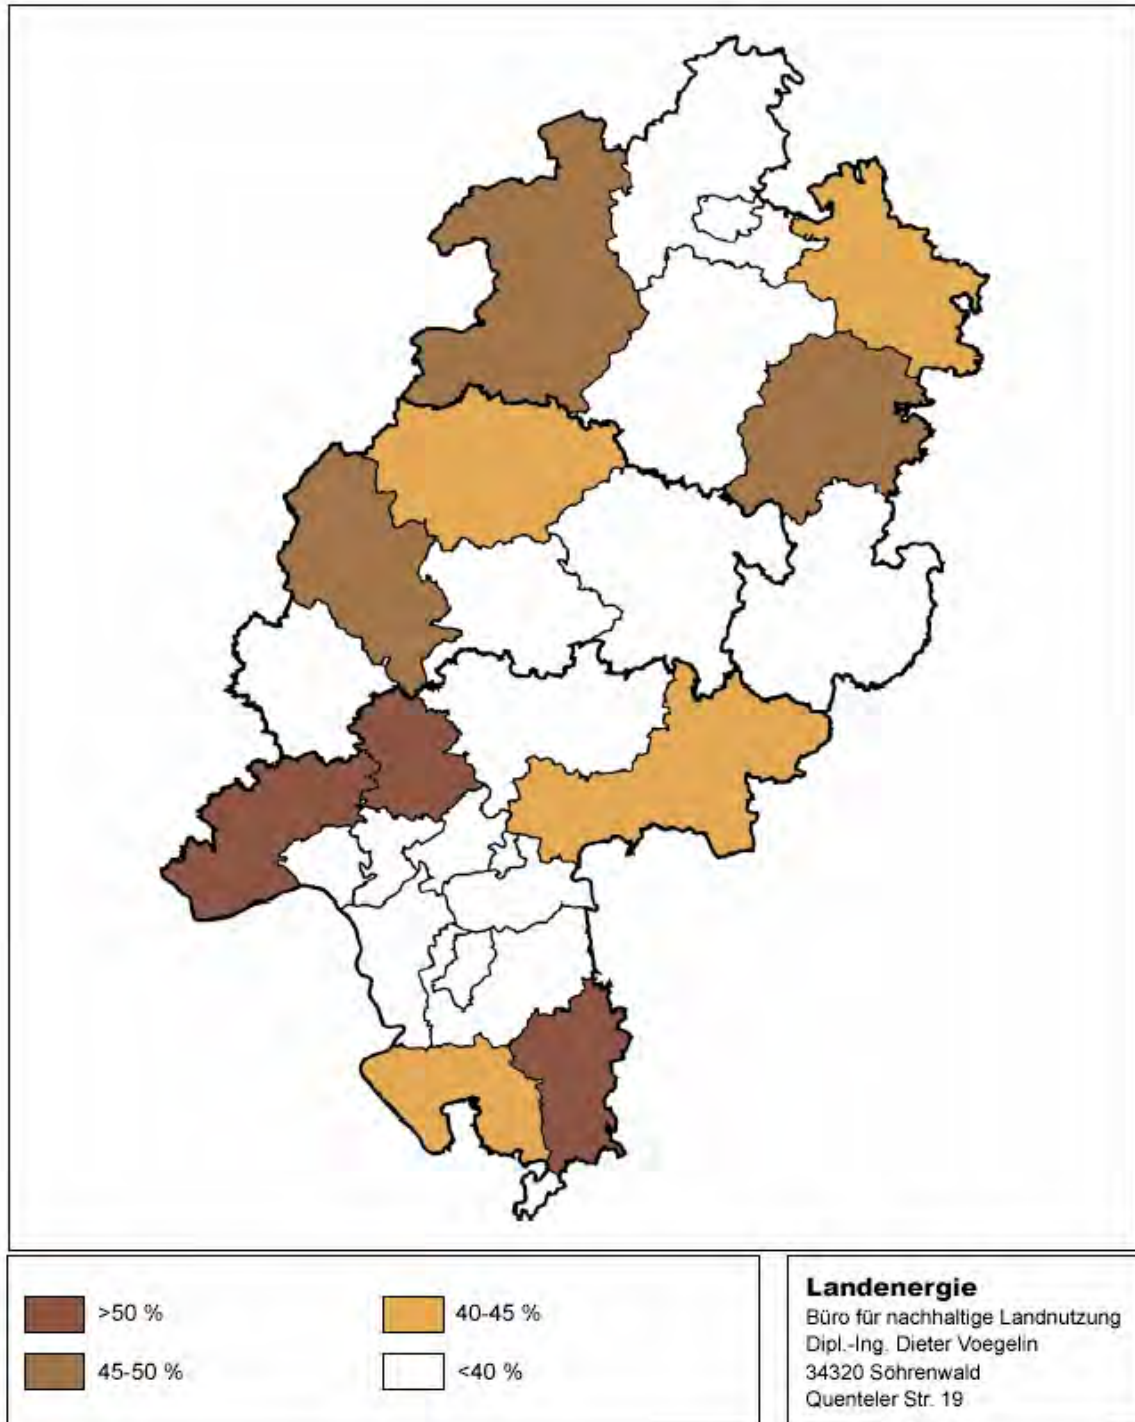 >50 %
40-45 %
45-50 %
<40 %
Landenergie
Büro für nachhaltige Landnutzung
Dipl.-Ing. Dieter Voegelin
34320 Söhrenwald
Quenteler Str. 19